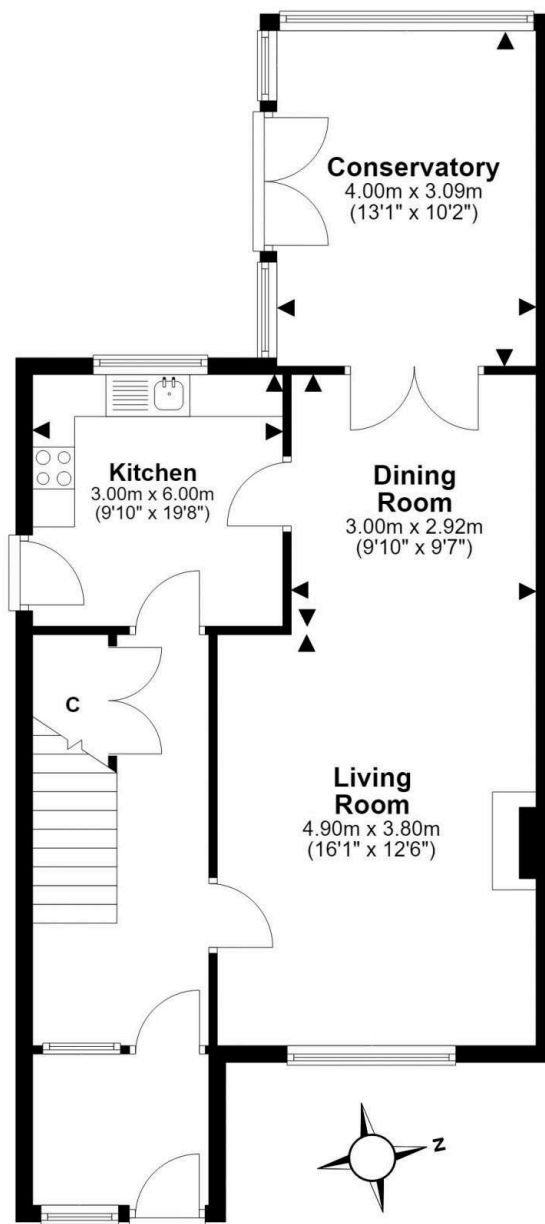 Conservatory
4.00m x 3.09m
(13'1" x 10'2")
Kitchen
3.00m x 6.00m
(9'10" x 19'8")
Dining
Room
3.00m x 2.92m
(9'10" x 9'7")
C
Living
Room
4.90m x 3.80m
(16'1" x 12'6")
N